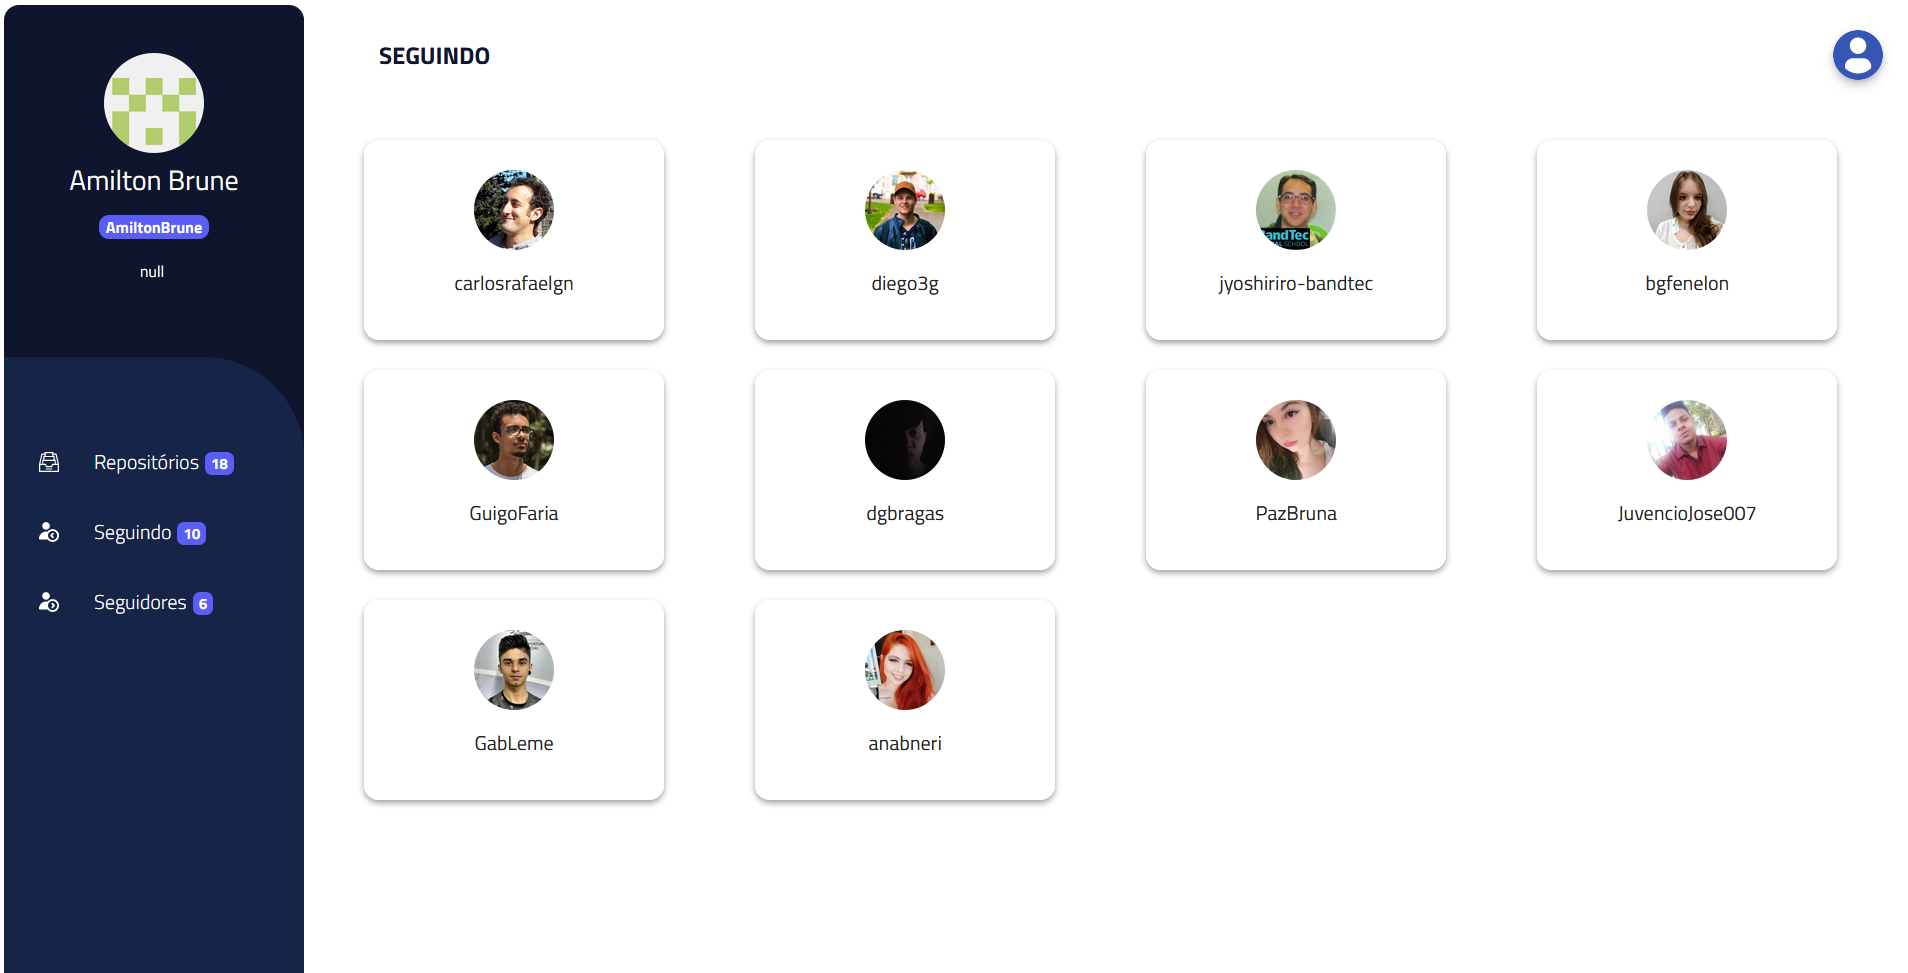 Amilton Brune
AmiltonBrune
null
Repositórios 18
Seguindo 10
Seguidores 6
SEGUINDO
carlosrafaelgn
diego3g
andTec
SCHOOL
jyoshiriro-bandtec
bgfenelon
GuigoFaria
dgbragas
PazBruna
JuvencioJose007
GabLeme
anabneri